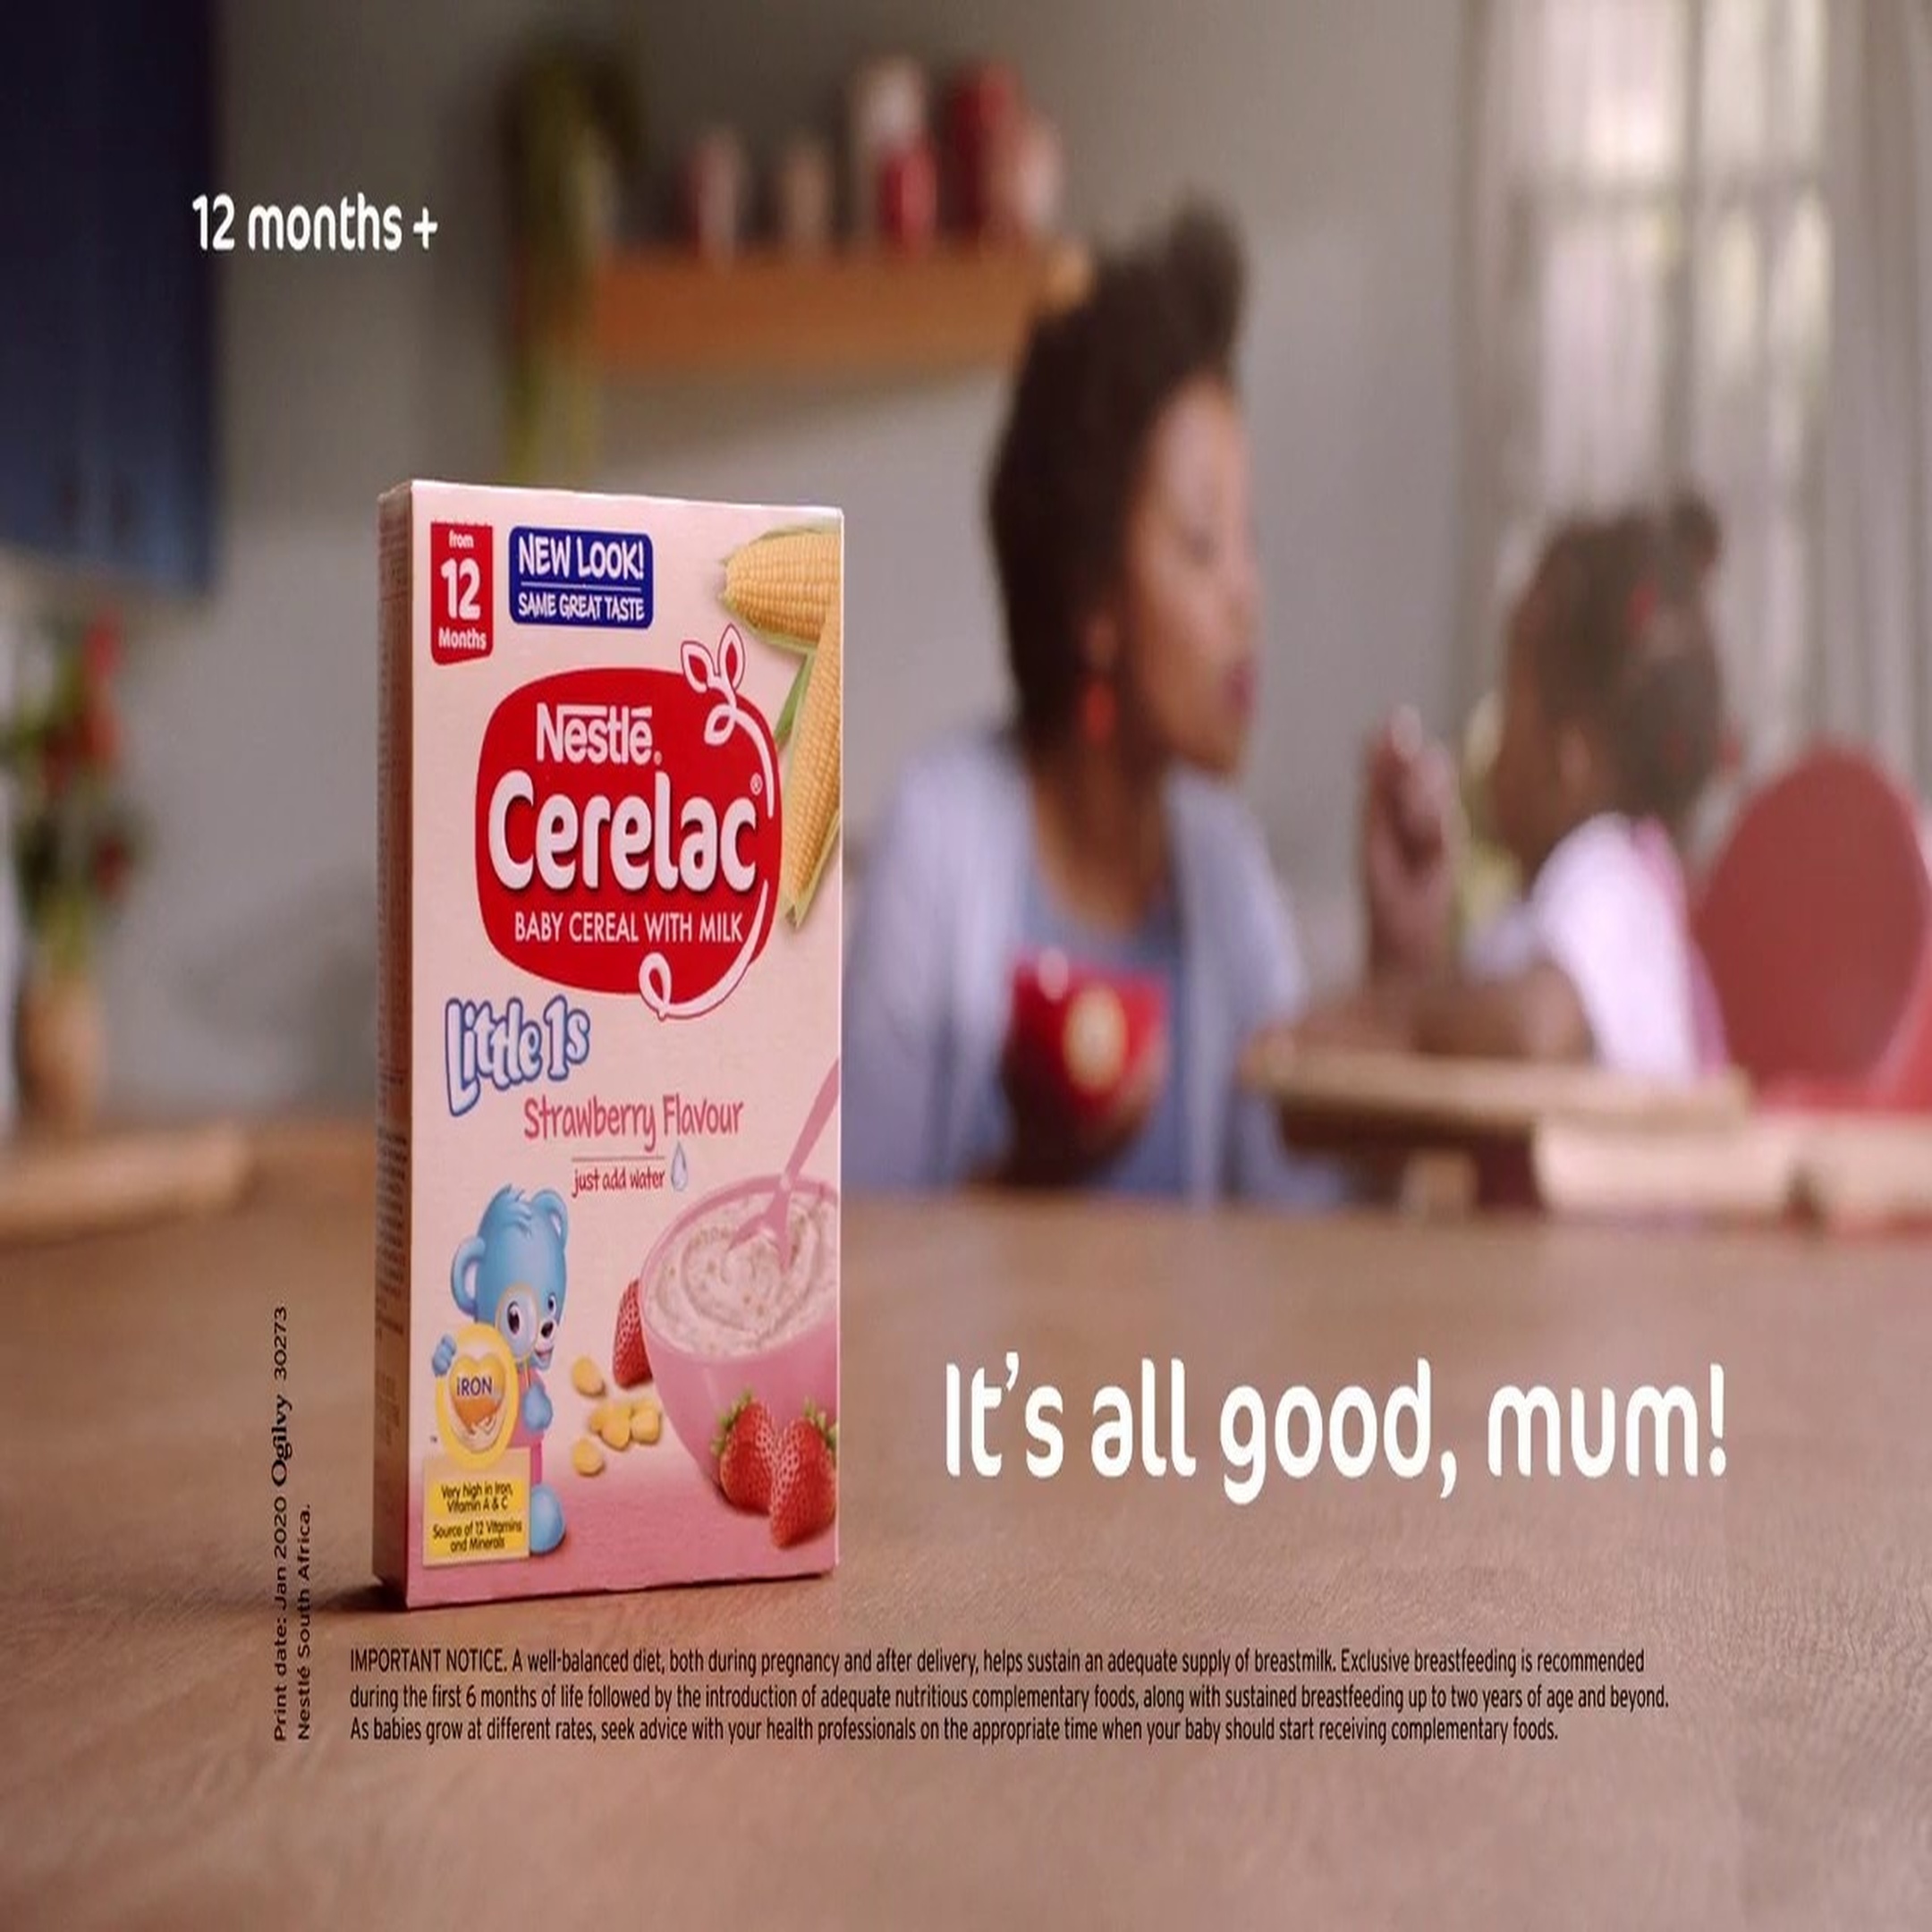 12 months +
from
12
Months
NEW LOOK!
SAME GREAT TASTE
Nestlé®
Cerelac®
BABY CEREAL WITH MILK
Little 1s
Strawberry Flavour
just add water
IRON
Very high in Iron,
Vitamin A & C
Source of 12 Vitamins
and Minerals
It's all good, mum!
Print date: Jan 2020 Ogilvy 30273
Nestlé South Africa.
IMPORTANT NOTICE. A well-balanced diet, both during pregnancy and after delivery, helps sustain an adequate supply of breastmilk. Exclusive breastfeeding is recommended
during the first 6 months of life followed by the introduction of adequate nutritious complementary foods, along with sustained breastfeeding up to two years of age and beyond.
As babies grow at different rates, seek advice with your health professionals on the appropriate time when your baby should start receiving complementary foods.